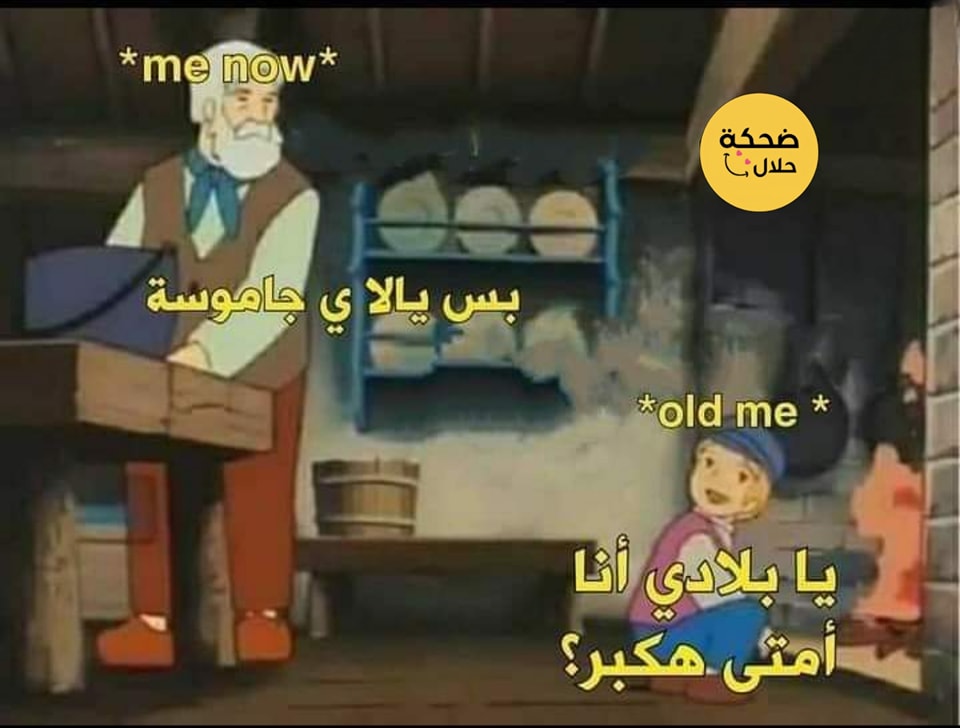 *me now*
ضحكة
حلال
بس يالا ي جاموسة
*old me *
يا بلادي أنا
أمتى هكبر؟